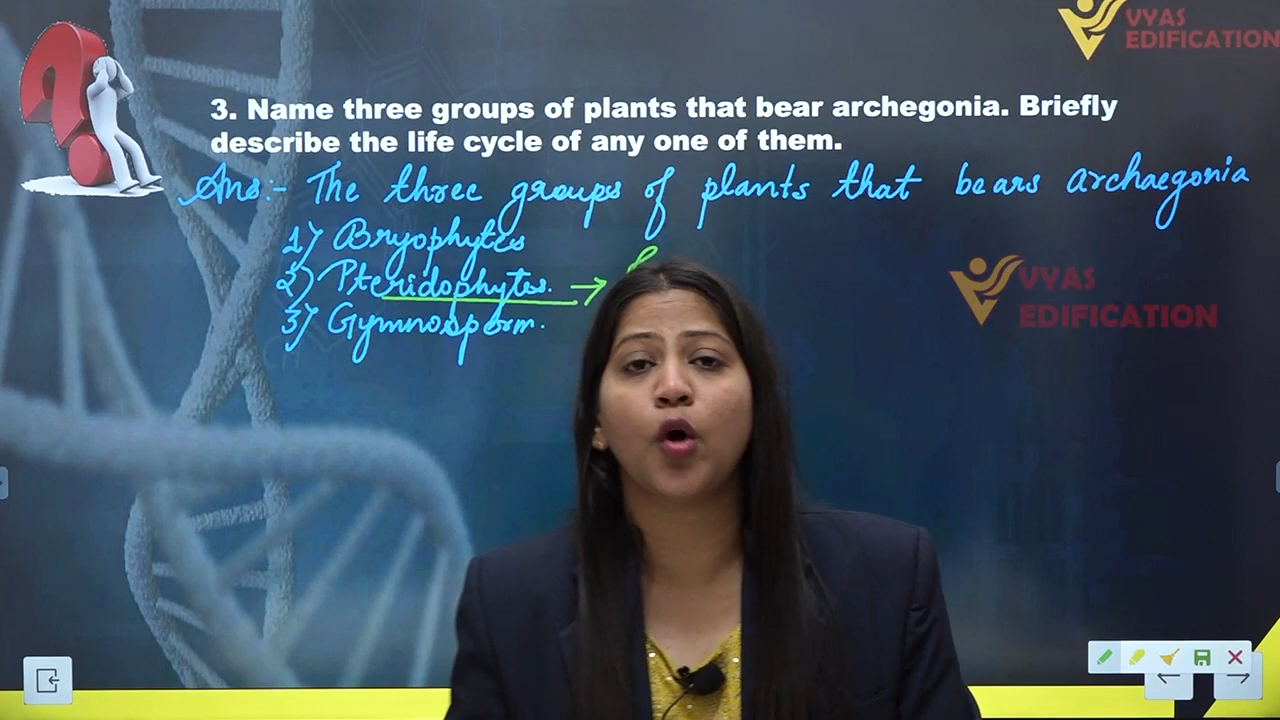 VYAS
EDIFICATION
3. Name three groups of plants that bear archegonia. Briefly
describe the life cycle of any one of them.
Ans:- The three groups of plants that bears archaegonia
1) Bryophytes
2) Pteridophytes. →
3) Gymnosperm.
VYAS
EDIFICATION